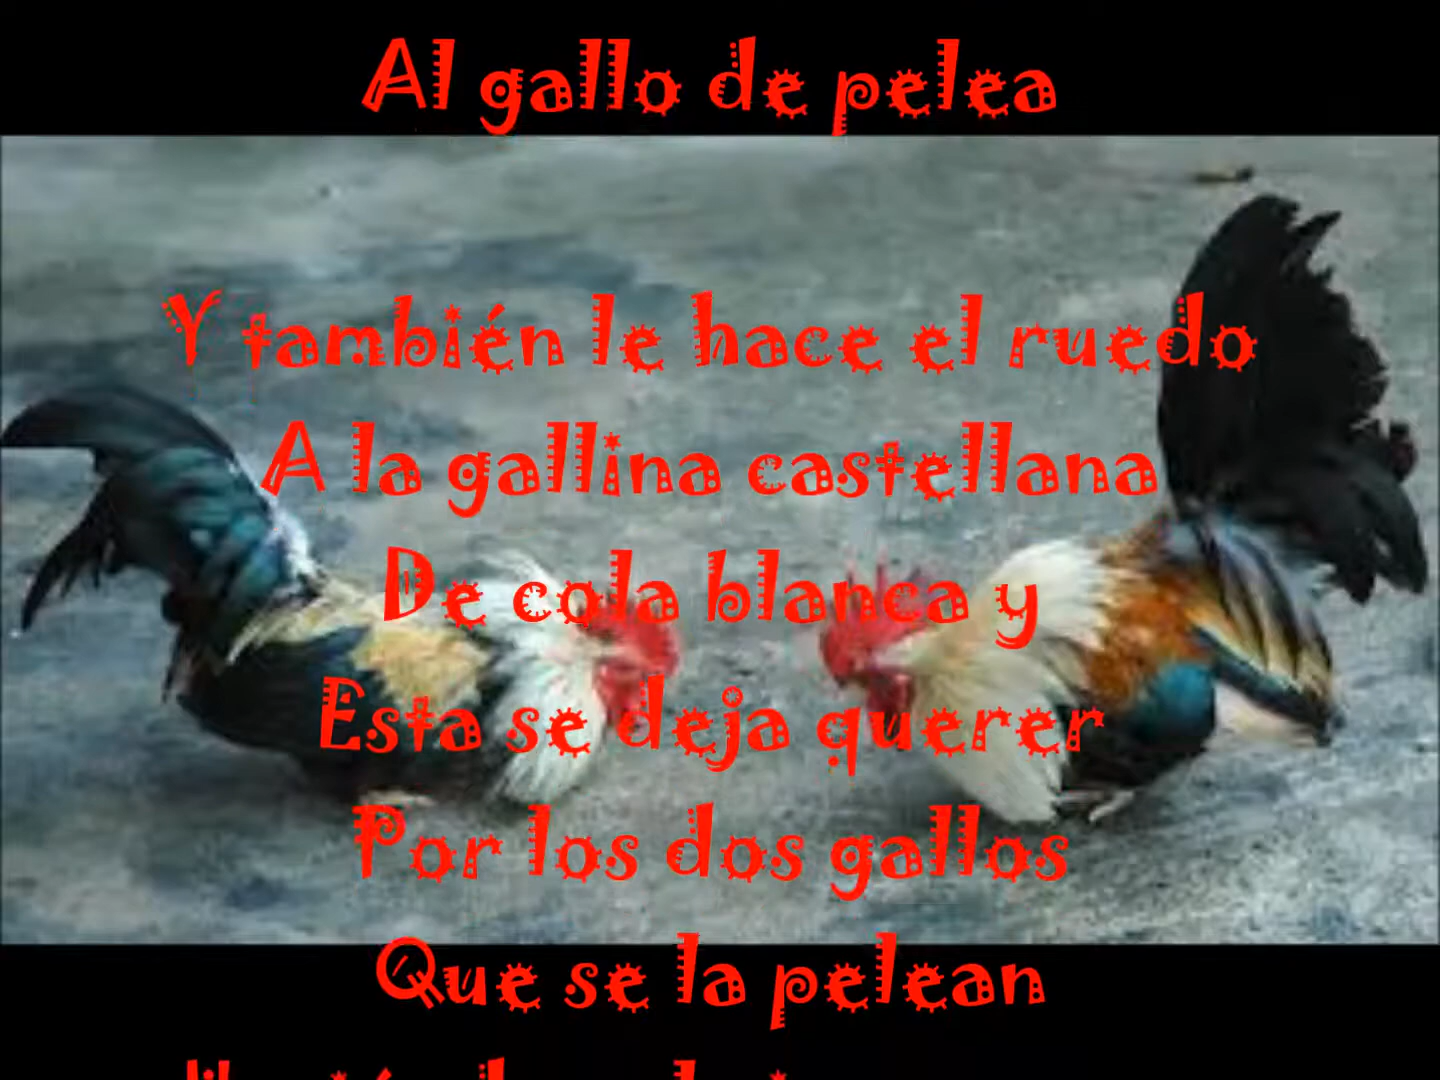 Al gallo de pelea
Y también le hace el ruedo
A la gallina castellana
De cola blanca y
Esta se deja querer
Por los dos gallos
Que se la pelean